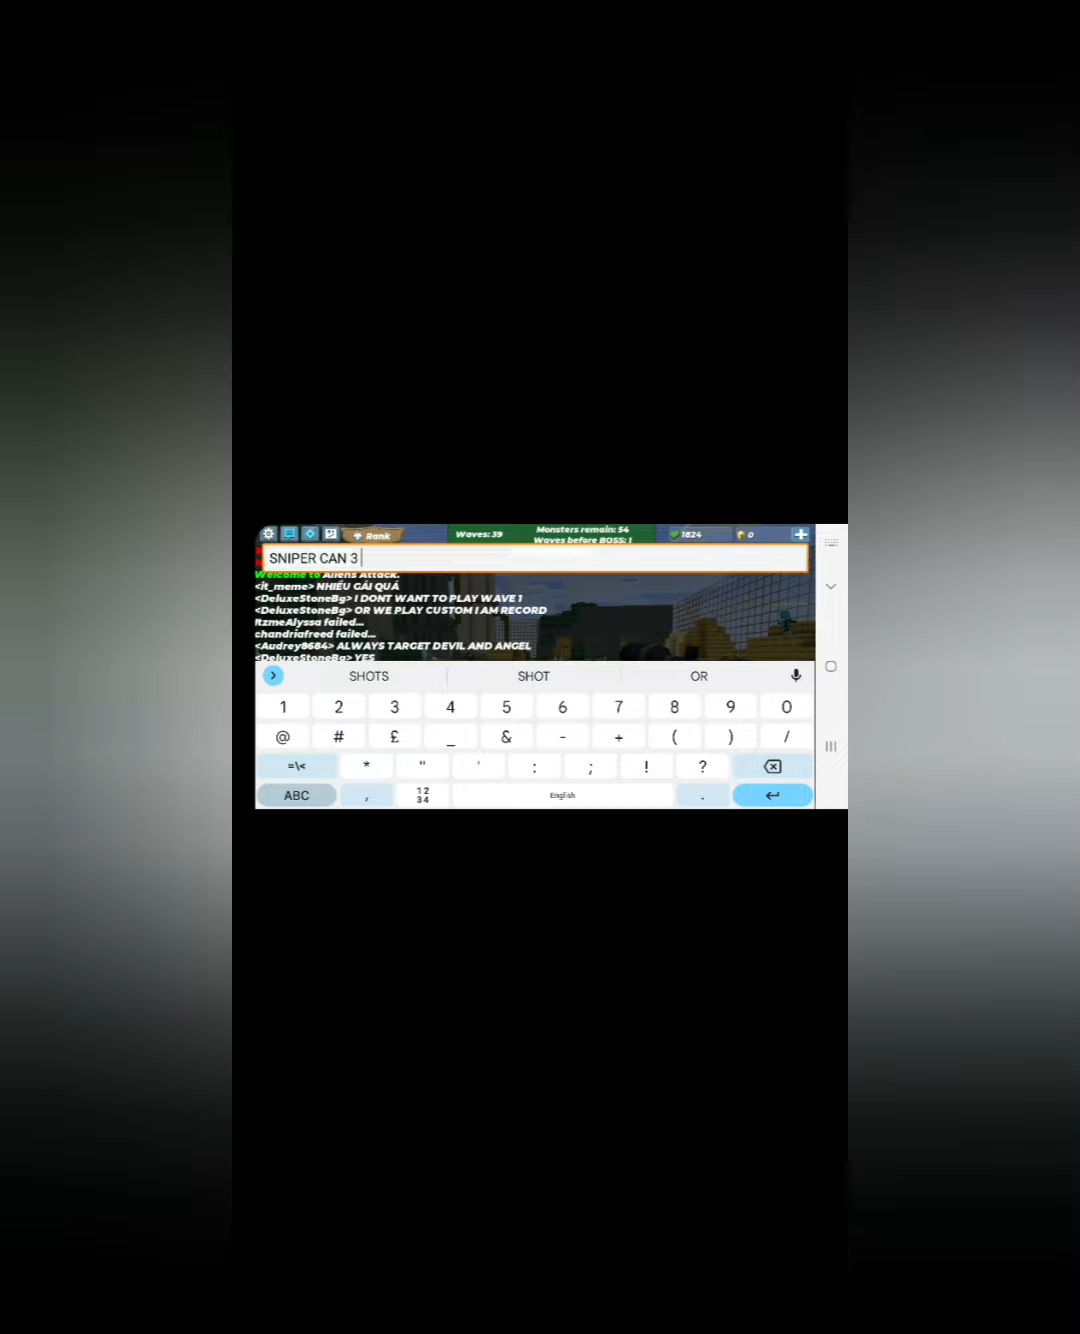 Rank
Waves: 39
Monsters remain: 54
Waves before BOSS: 1
1824
0
SNIPER CAN 3
Welcome to Aliens Attack.
<it_meme> NHIỀU GÁI QUÁ
<DeluxeStoneBg> I DONT WANT TO PLAY WAVE 1
<DeluxeStoneBg> OR WE PLAY CUSTOM I AM RECORD
ItzmeAlyssa failed...
chandriafreed failed...
<Audrey8684> ALWAYS TARGET DEVIL AND ANGEL
<DeluxeStoneBg> YES
SHOTS SHOT OR
1 2 3 4 5 6 7 8 9 0
@ # £ _ & - + ( ) /
=\< * " ' : ; ! ?
ABC , 12 34 English .